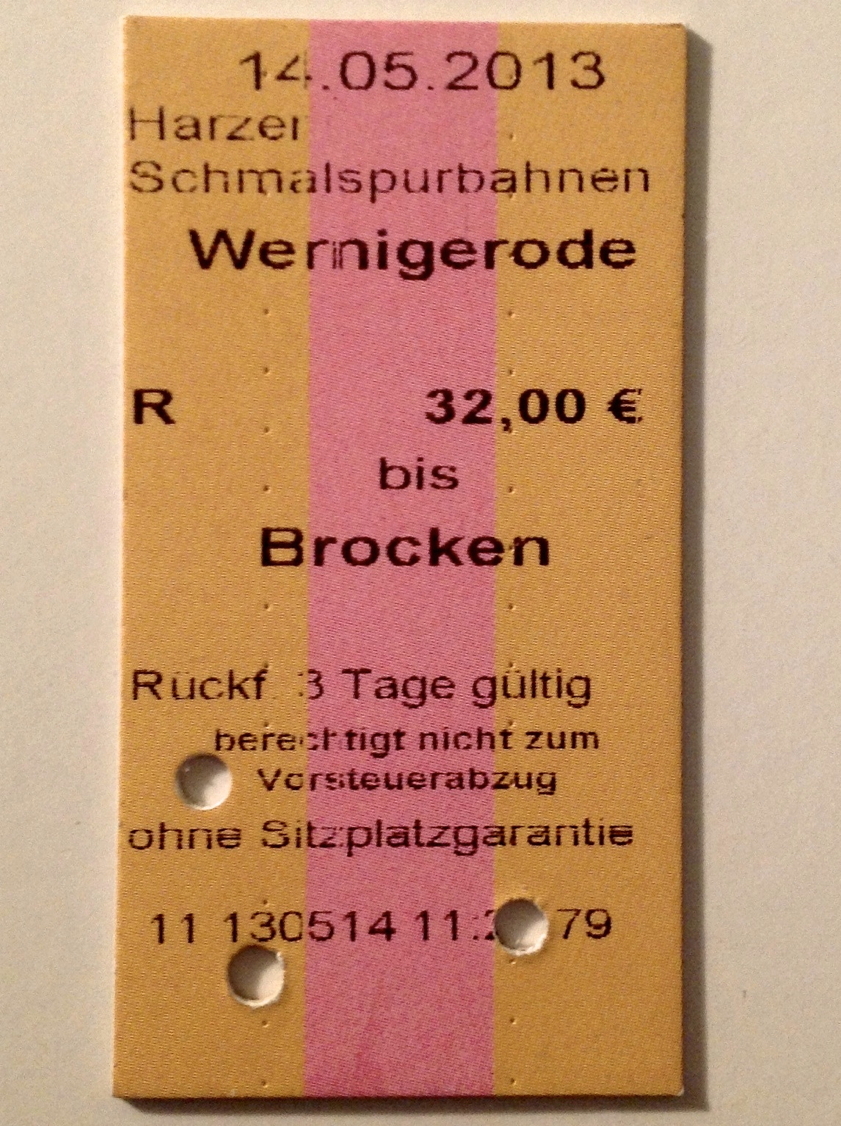 14.05.2013
Harzer
Schmalspurbahnen
Wernigerode
R 32,00 €
bis
Brocken
Rückf. 3 Tage gültig
berechtigt nicht zum
Vorsteuerabzug
ohne Sitzplatzgarantie
11 130514 79